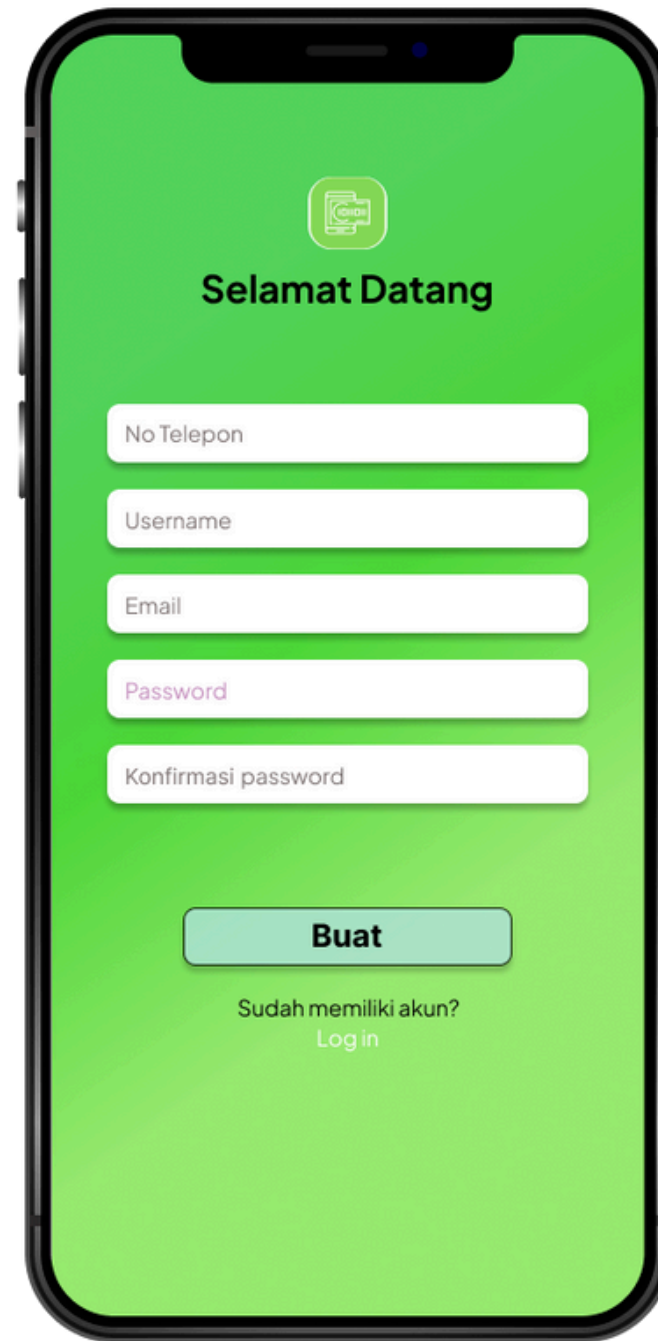 Selamat Datang
No Telepon
Username
Email
Password
Konfirmasi password
Buat
Sudah memiliki akun?
Log in